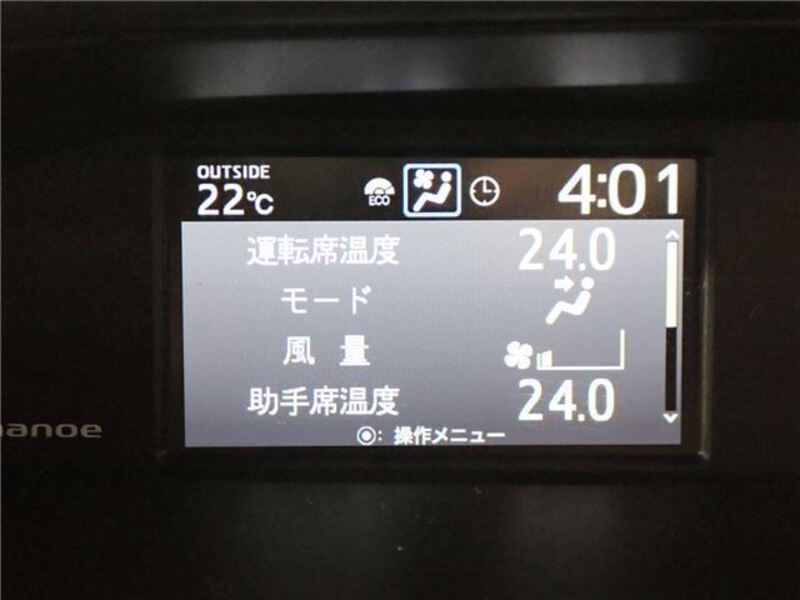 OUTSIDE
22℃ ECO 4:01
運転席温度 24.0
モード
風量
助手席温度 24.0
◉: 操作メニュー
anoe